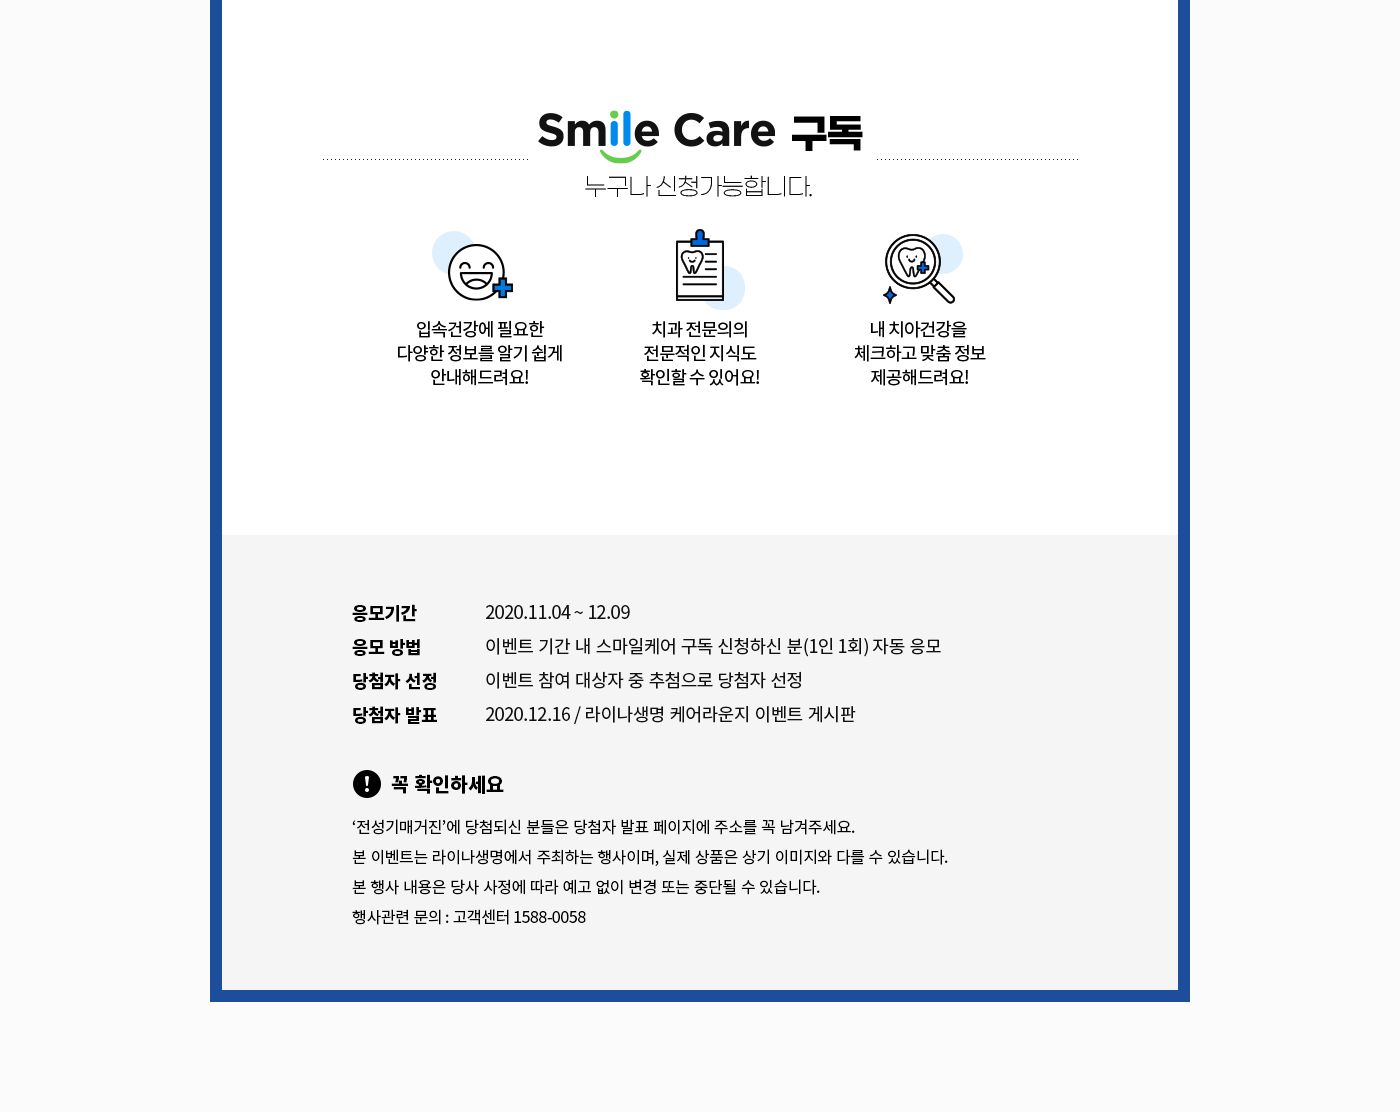 Smile Care 구독
누구나 신청가능합니다.
입속건강에 필요한
다양한 정보를 알기 쉽게
안내해드려요!
치과 전문의의
전문적인 지식도
확인할 수 있어요!
내 치아건강을
체크하고 맞춤 정보
제공해드려요!
응모기간 2020.11.04 ~ 12.09
응모 방법 이벤트 기간 내 스마일케어 구독 신청하신 분(1인 1회) 자동 응모
당첨자 선정 이벤트 참여 대상자 중 추첨으로 당첨자 선정
당첨자 발표 2020.12.16 / 라이나생명 케어라운지 이벤트 게시판
! 꼭 확인하세요
‘전성기매거진’에 당첨되신 분들은 당첨자 발표 페이지에 주소를 꼭 남겨주세요.
본 이벤트는 라이나생명에서 주최하는 행사이며, 실제 상품은 상기 이미지와 다를 수 있습니다.
본 행사 내용은 당사 사정에 따라 예고 없이 변경 또는 중단될 수 있습니다.
행사관련 문의 : 고객센터 1588-0058